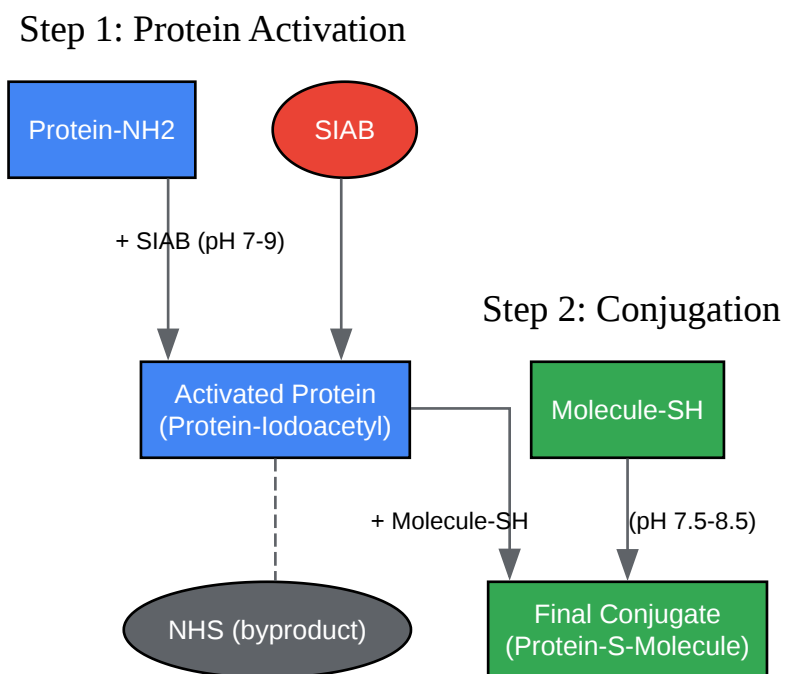 Step 1: Protein Activation
Protein-NH2
SIAB
+ SIAB (pH 7-9)
Step 2: Conjugation
Activated Protein
(Protein-Iodoacetyl)
Molecule-SH
+ Molecule-SH
(pH 7.5-8.5)
NHS (byproduct)
Final Conjugate
(Protein-S-Molecule)